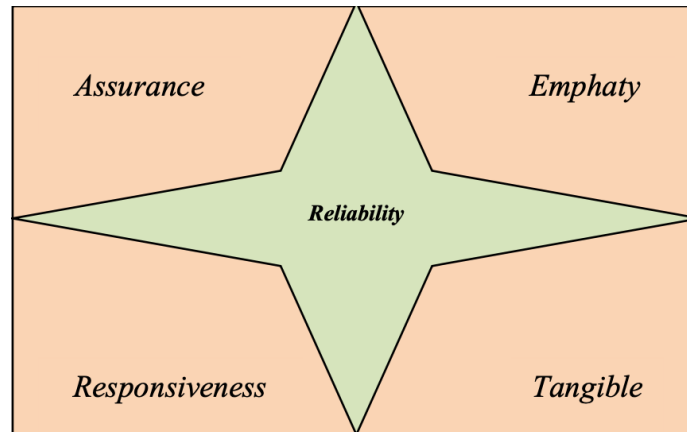 Assurance
Emphaty
Reliability
Responsiveness
Tangible